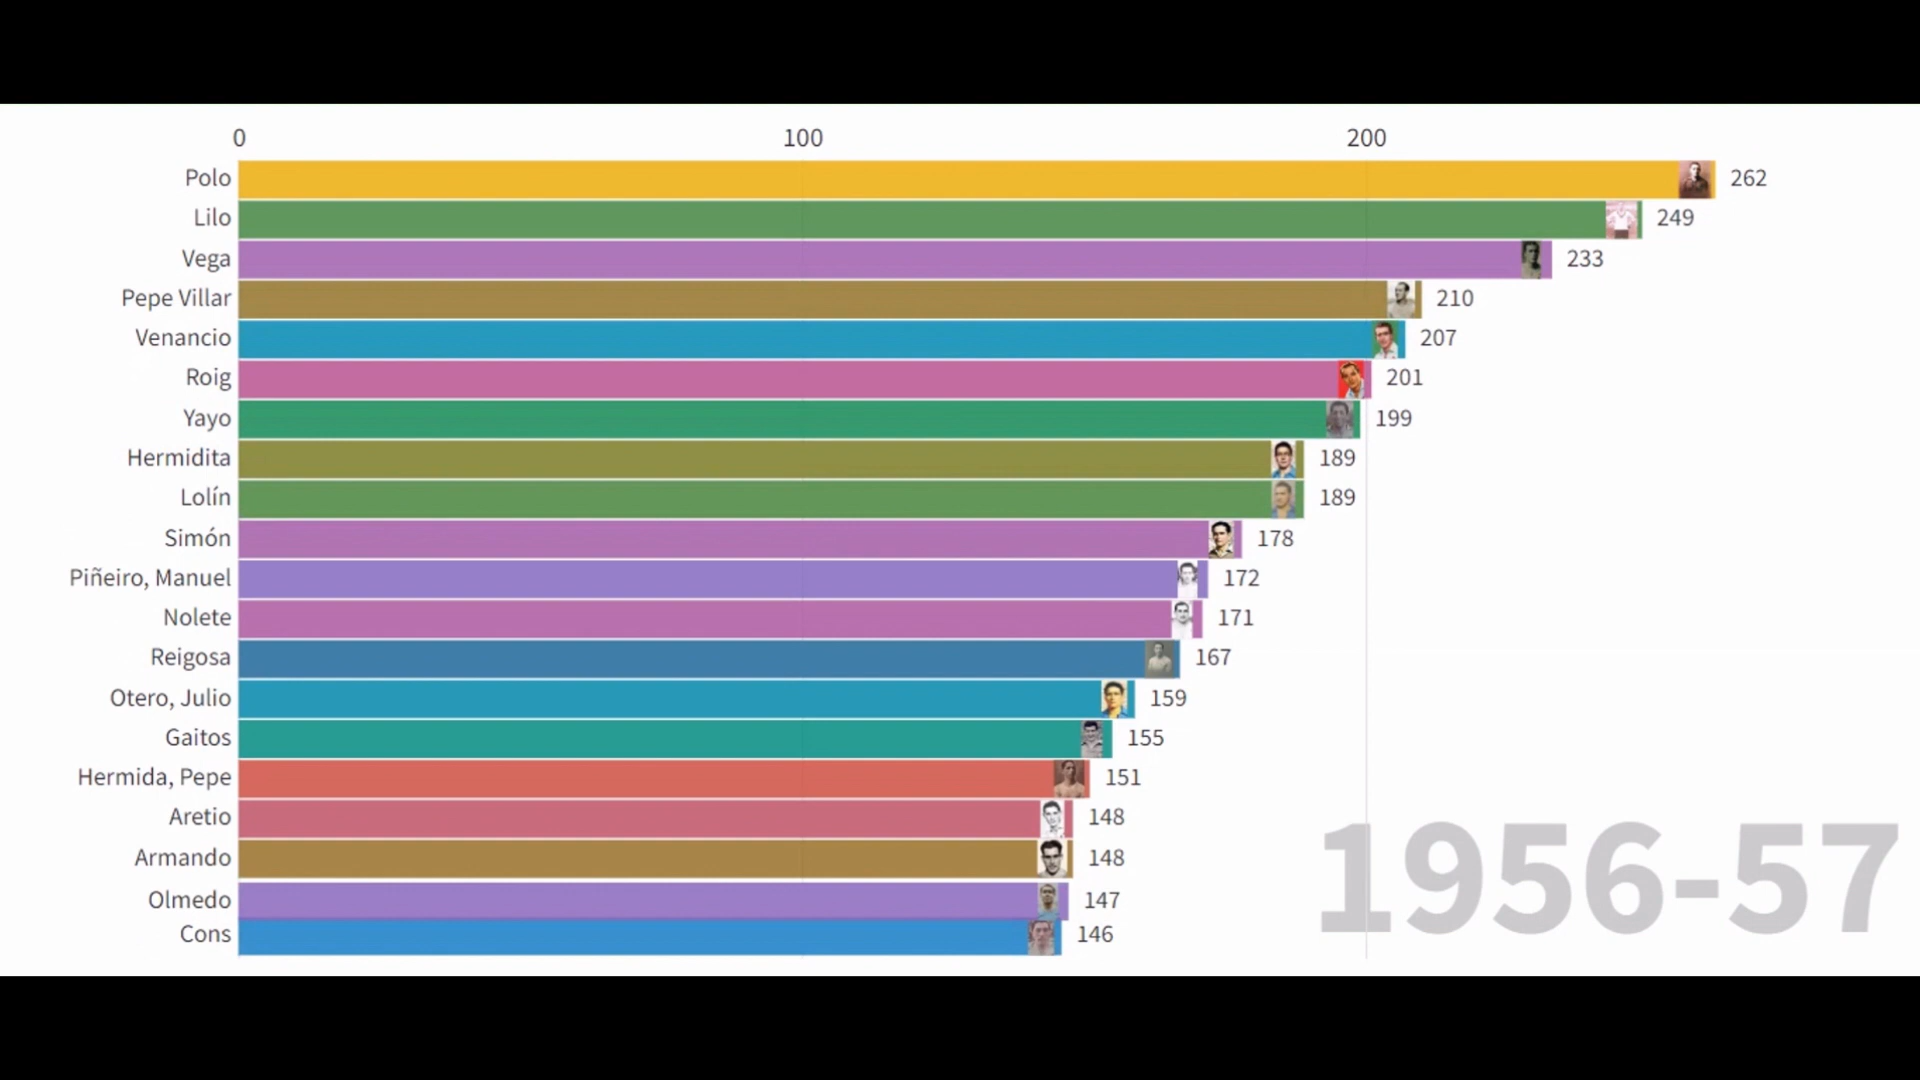 0 100 200
Polo 262
Lilo 249
Vega 233
Pepe Villar 210
Venancio 207
Roig 201
Yayo 199
Hermidita 189
Lolín 189
Simón 178
Piñeiro, Manuel 172
Nolete 171
Reigosa 167
Otero, Julio 159
Gaitos 155
Hermida, Pepe 151
Aretio 148
Armando 148
Olmedo 147
Cons 146
1956-57